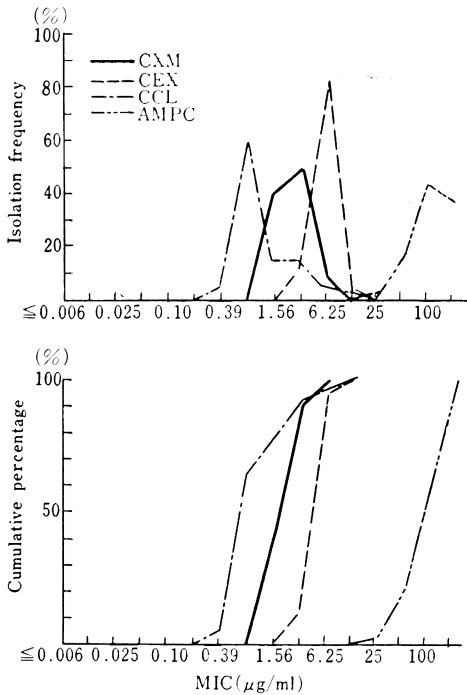 (%)
100
80
60
40
20
Isolation frequency
CXM
CEX
CCL
AMPC
≦0.006 0.025 0.10 0.39 1.56 6.25 25 100
(%)
100
50
Cumulative percentage
≦0.006 0.025 0.10 0.39 1.56 6.25 25 100
MIC(μg/ml)